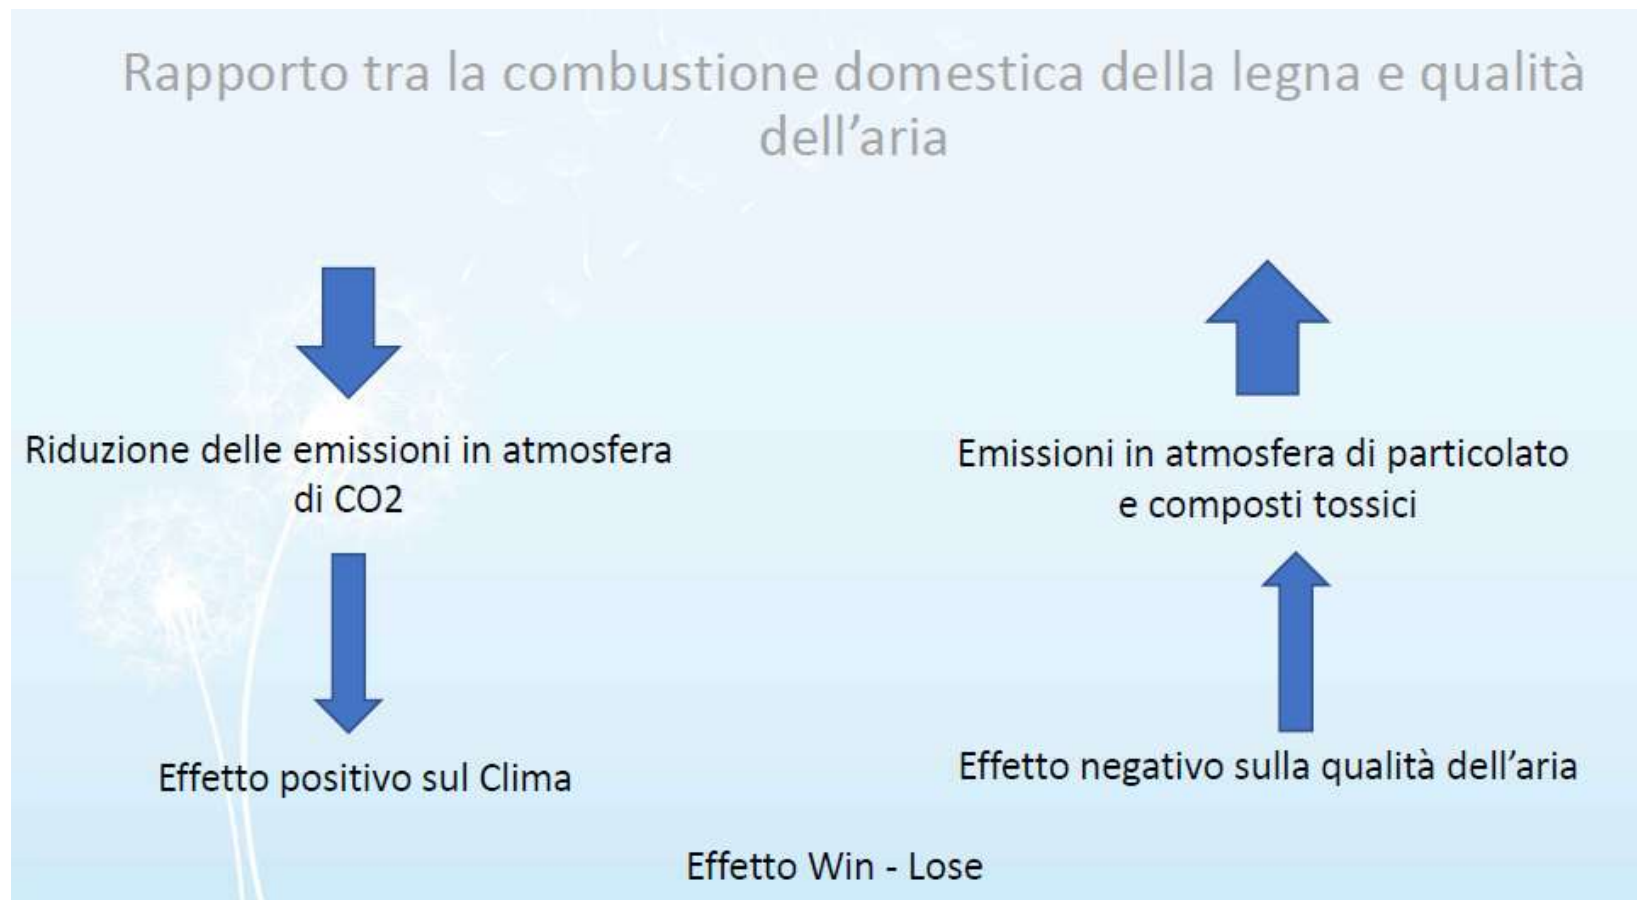 Rapporto tra la combustione domestica della legna e qualità
dell’aria
Riduzione delle emissioni in atmosfera
di CO2
Emissioni in atmosfera di particolato
e composti tossici
Effetto positivo sul Clima
Effetto negativo sulla qualità dell’aria
Effetto Win - Lose